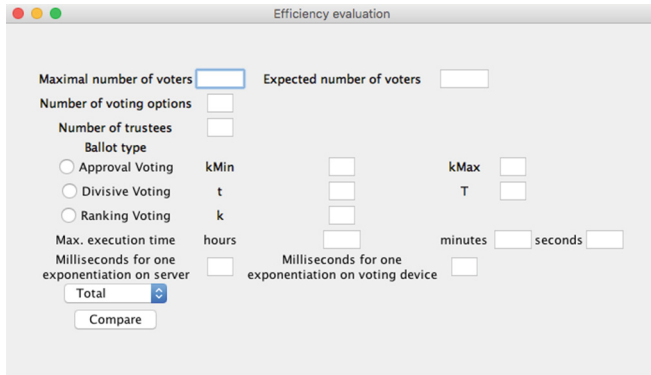 Efficiency evaluation
Maximal number of voters Expected number of voters
Number of voting options
Number of trustees
Ballot type
Approval Voting kMin kMax
Divisive Voting t T
Ranking Voting k
Max. execution time hours minutes seconds
Milliseconds for one Milliseconds for one
exponentiation on server exponentiation on voting device
Total
Compare